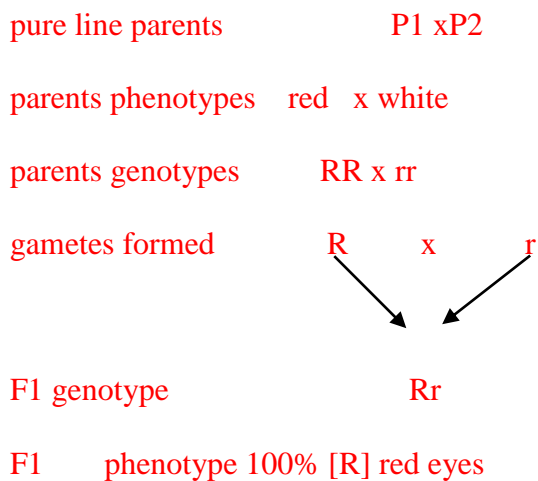 pure line parents P1 xP2
parents phenotypes red x white
parents genotypes RR x rr
gametes formed R x r
F1 genotype Rr
F1 phenotype 100% [R] red eyes